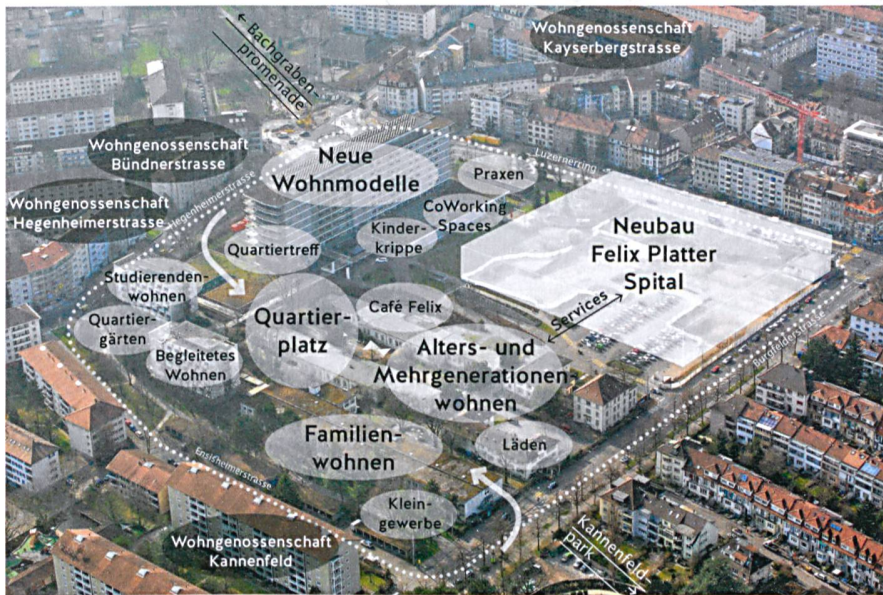 Bachgraben-
promenade
Wohngenossenschaft
Kayserbergstrasse
Wohngenossenschaft
Bündnerstrasse
Wohngenossenschaft
Hegenheimerstrasse
Hegenheimerstrasse
Luzernerring
Neue
Wohnmodelle
Praxen
CoWorking
Spaces
Kinder-
krippe
Quartiertreff
Neubau
Felix Platter
Spital
Studierenden-
wohnen
Quartier-
gärten
Begleitetes
Wohnen
Quartier-
platz
Café Felix
Services
Alters- und
Mehrgenerationen-
wohnen
Burgfelderstrasse
Familien-
wohnen
Läden
Ensisheimerstrasse
Klein-
gewerbe
Wohngenossenschaft
Kannenfeld
Kannenfeld-
park